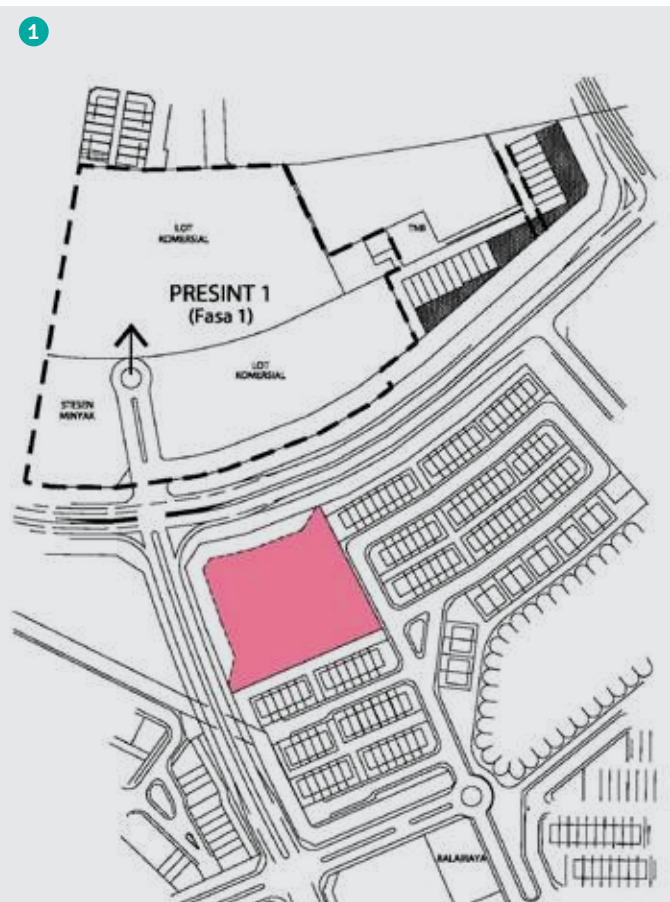 1
LOT
KOMERSIAL
TNB
PRESINT 1
(Fasa 1)
LOT
KOMERSIAL
STESEN
MINYAK
BALAIRAYA